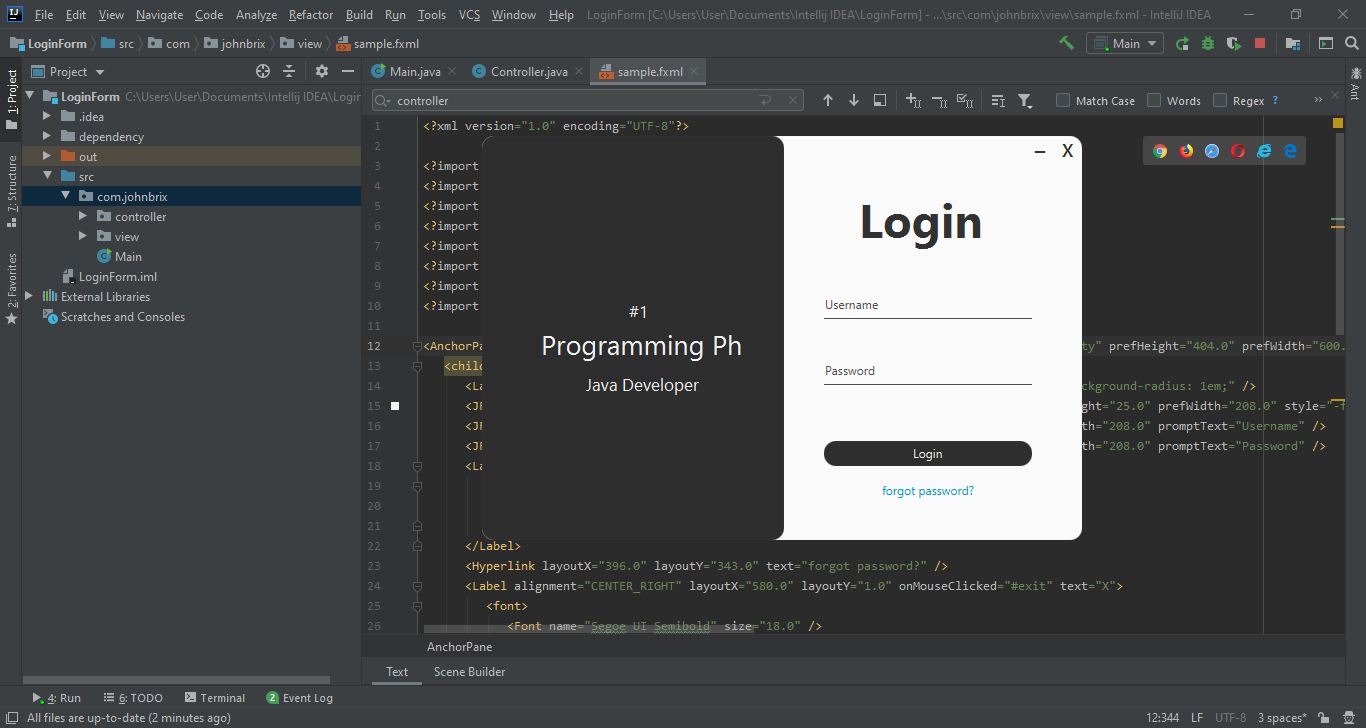 File Edit View Navigate Code Analyze Refactor Build Run Tools VCS Window Help LoginForm [C:\Users\User\Documents\Intellij IDEA\LoginForm] - ...\src\com\johnbrix\view\sample.fxml - IntelliJ IDEA
LoginForm src com johnbrix view sample.fxml Main
Project Main.java Controller.java sample.fxml
controller Match Case Words Regex ?
1: Project
7: Structure
2: Favorites
Ant
LoginForm C:\Users\User\Documents\Intellij IDEA\Login
.idea
dependency
out
src
com.johnbrix
controller
view
Main
LoginForm.iml
External Libraries
Scratches and Consoles
1 <?xml version="1.0" encoding="UTF-8"?>
2
3 <?import
4 <?import
5 <?import
6 <?import
7 <?import
8 <?import
9 <?import
10 <?import
11
12 <AnchorPan ty" prefHeight="404.0" prefWidth="600.
13 <child
14 <La ckground-radius: 1em;" />
15 <JF ght="25.0" prefWidth="208.0" style="-f
16 <JF th="208.0" promptText="Username" />
17 <JF th="208.0" promptText="Password" />
18 <La
19
20
21
22 </Label>
23 <Hyperlink layoutX="396.0" layoutY="343.0" text="forgot password?" />
24 <Label alignment="CENTER_RIGHT" layoutX="580.0" layoutY="1.0" onMouseClicked="#exit" text="X">
25 <font>
26 <Font name="Segoe UI Semibold" size="18.0" />
– X
#1
Programming Ph
Java Developer
Login
Username
Password
Login
forgot password?
AnchorPane
Text Scene Builder
4: Run 6: TODO Terminal 2 Event Log
All files are up-to-date (2 minutes ago) 12:344 LF UTF-8 3 spaces*